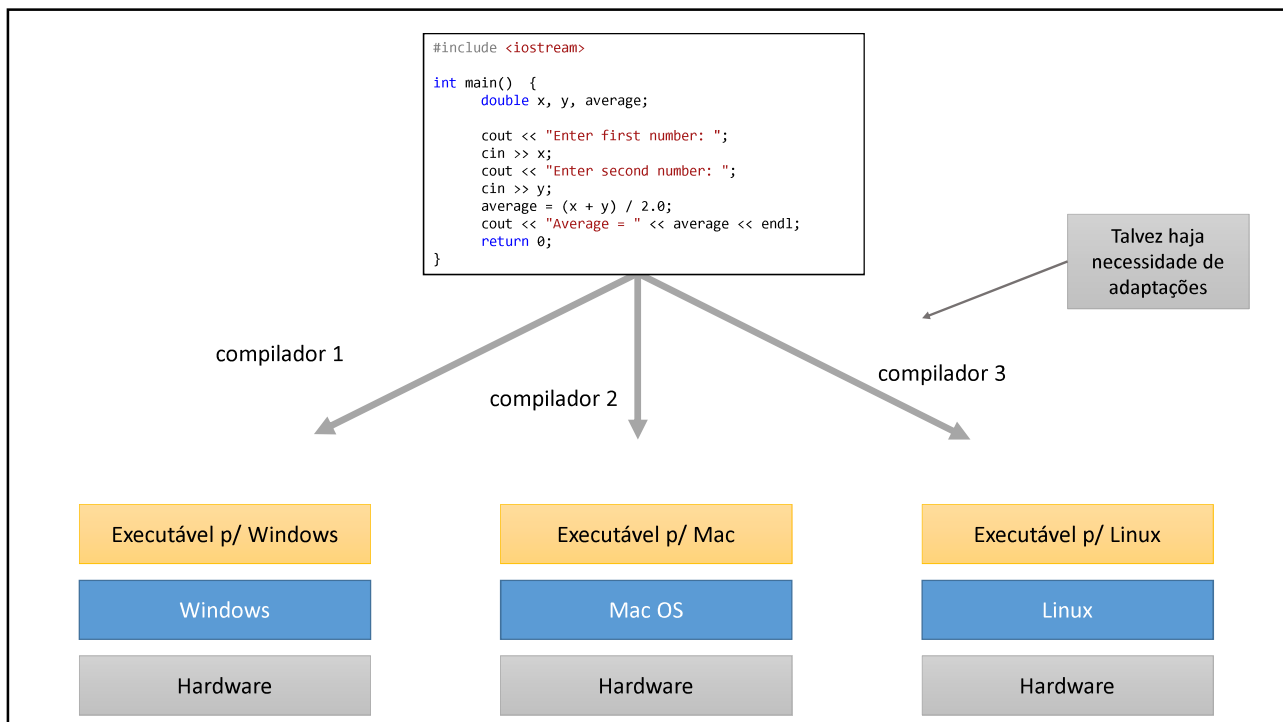 #include <iostream>
int main()  {
double x, y, average;
cout << "Enter first number: ";
cin >> x;
cout << "Enter second number: ";
cin >> y;
average = (x + y) / 2.0;
cout << "Average = " << average << endl;
return 0;
}
Talvez haja
necessidade de
adaptações
compilador 1
compilador 2
compilador 3
Executável p/ Windows
Executável p/ Mac
Executável p/ Linux
Windows
Mac OS
Linux
Hardware
Hardware
Hardware